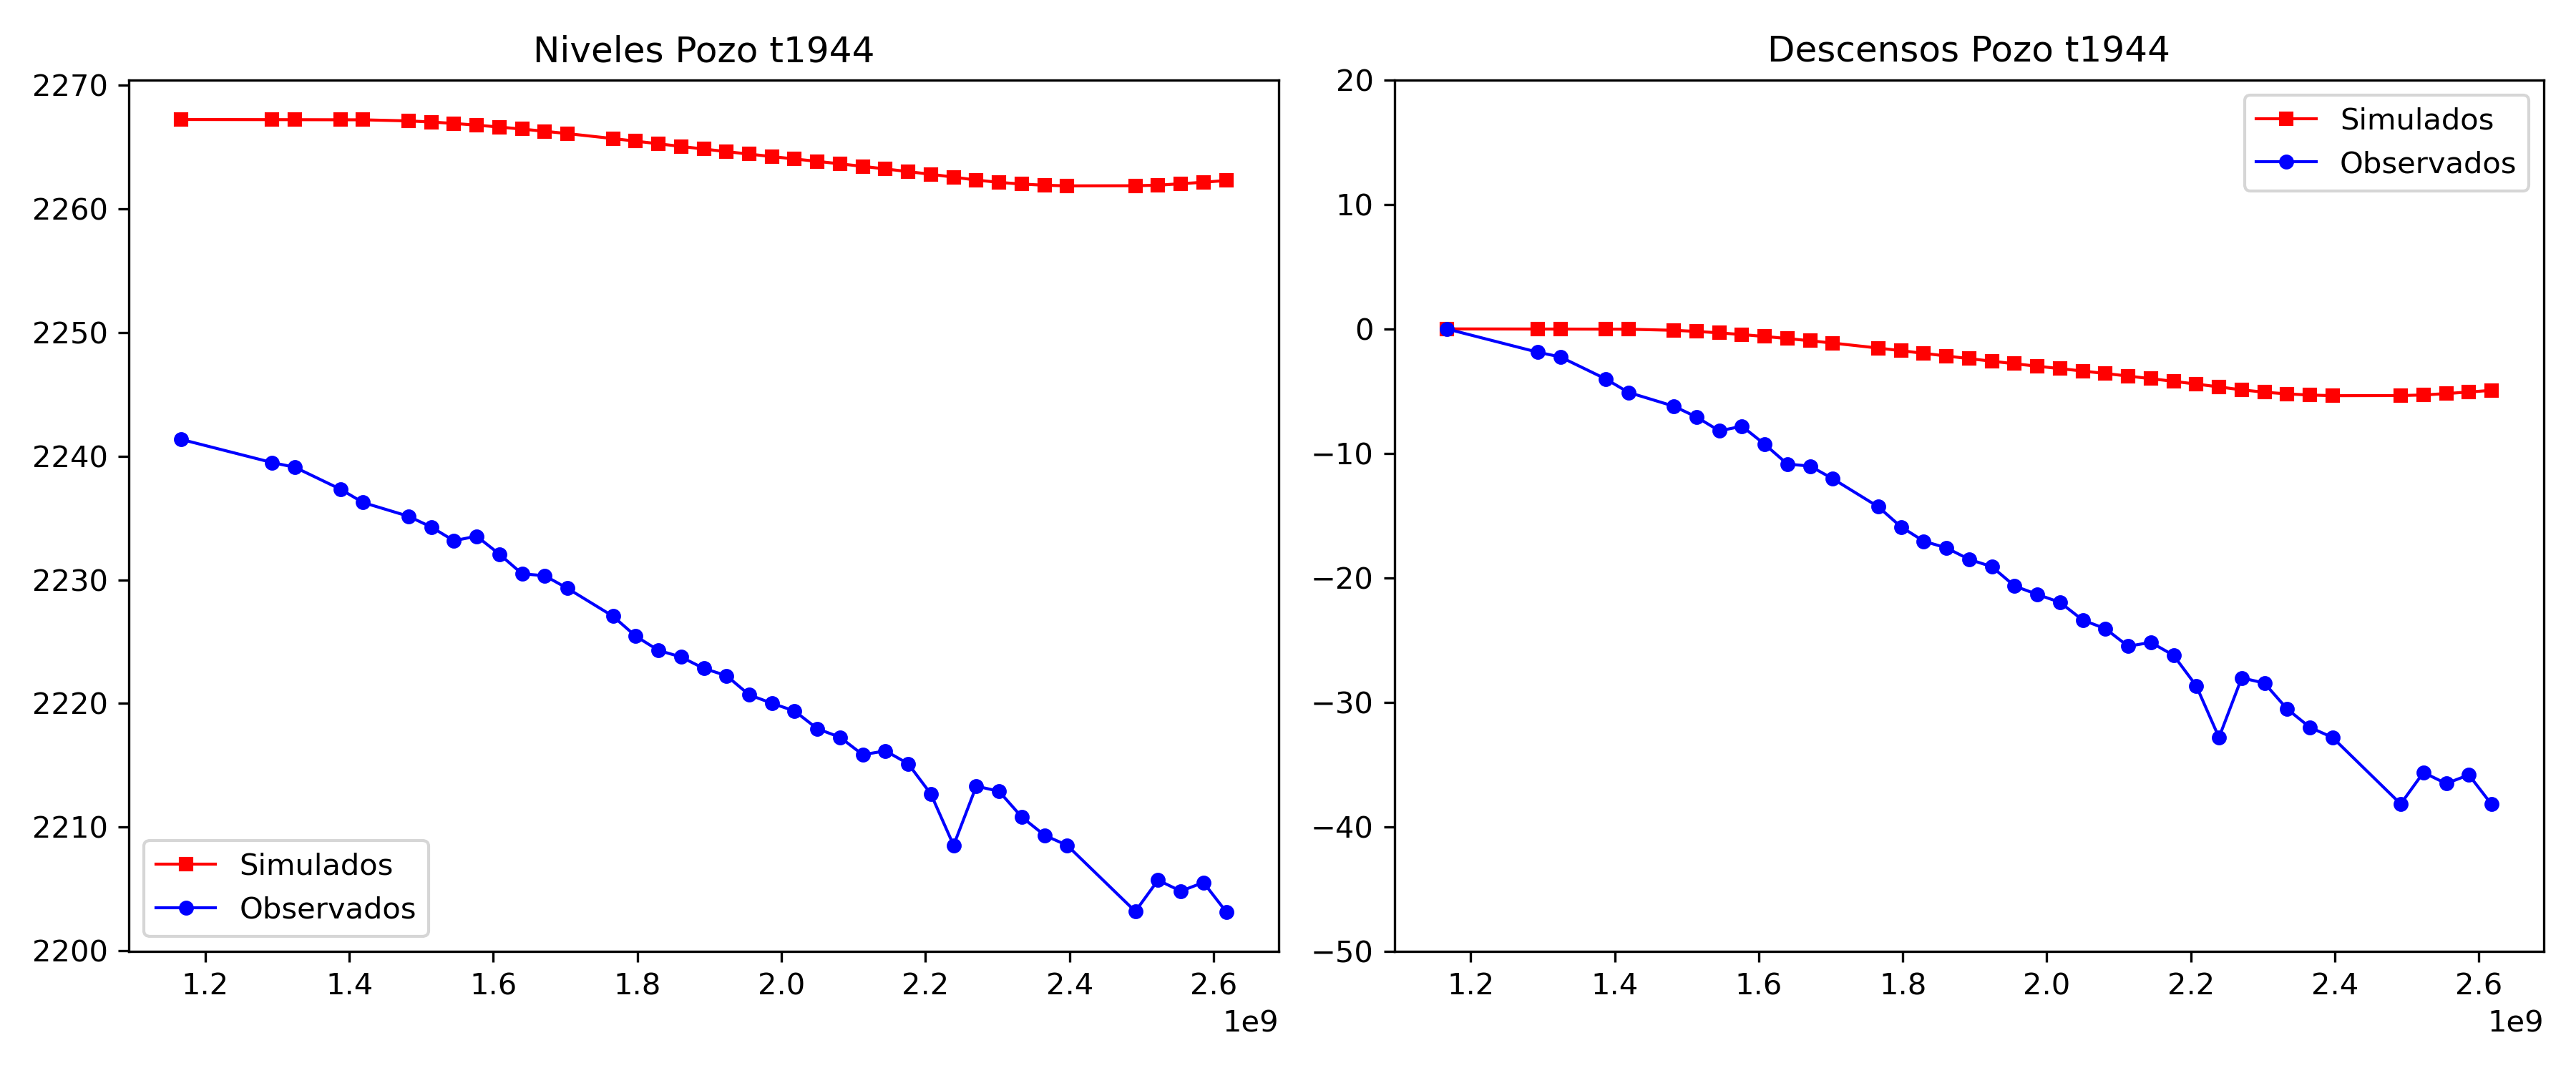 Niveles Pozo t1944
2270
2260
2250
2240
2230
2220
2210
2200
Simulados
Observados
1.2 1.4 1.6 1.8 2.0 2.2 2.4 2.6
1e9
Descensos Pozo t1944
20
10
0
−10
−20
−30
−40
−50
Simulados
Observados
1.2 1.4 1.6 1.8 2.0 2.2 2.4 2.6
1e9